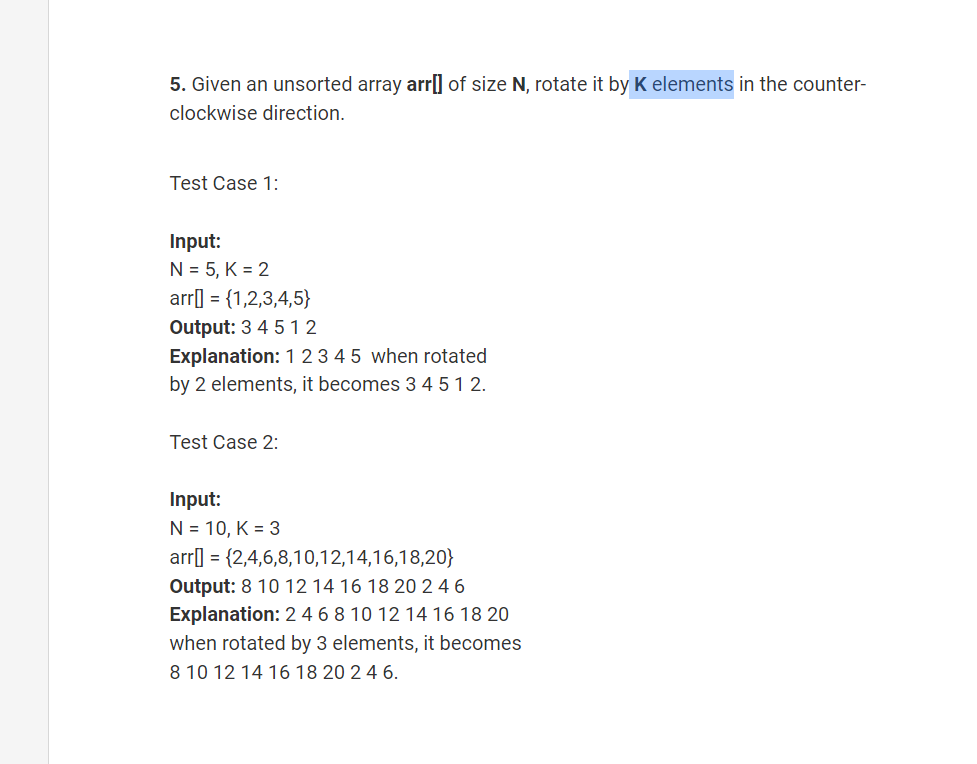 5. Given an unsorted array arr[] of size N, rotate it by K elements in the counter-
clockwise direction.
Test Case 1:
Input:
N = 5, K = 2
arr[] = {1,2,3,4,5}
Output: 3 4 5 1 2
Explanation: 1 2 3 4 5  when rotated
by 2 elements, it becomes 3 4 5 1 2.
Test Case 2:
Input:
N = 10, K = 3
arr[] = {2,4,6,8,10,12,14,16,18,20}
Output: 8 10 12 14 16 18 20 2 4 6
Explanation: 2 4 6 8 10 12 14 16 18 20
when rotated by 3 elements, it becomes
8 10 12 14 16 18 20 2 4 6.